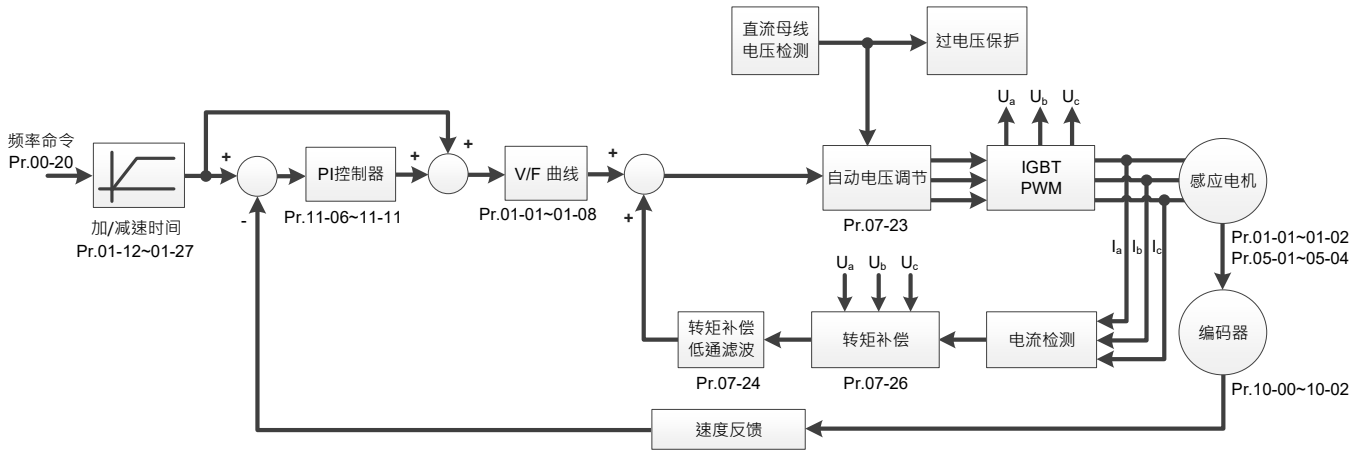 直流母线
电压检测
过电压保护
频率命令
Pr.00-20
加/减速时间
Pr.01-12~01-27
+
-
PI控制器
Pr.11-06~11-11
+
+
V/F 曲线
Pr.01-01~01-08
+
+
自动电压调节
Pr.07-23
Ua
Ub
Uc
IGBT
PWM
感应电机
Pr.01-01~01-02
Pr.05-01~05-04
Ia
Ib
Ic
Ua
Ub
Uc
转矩补偿
低通滤波
Pr.07-24
转矩补偿
Pr.07-26
电流检测
编码器
Pr.10-00~10-02
速度反馈